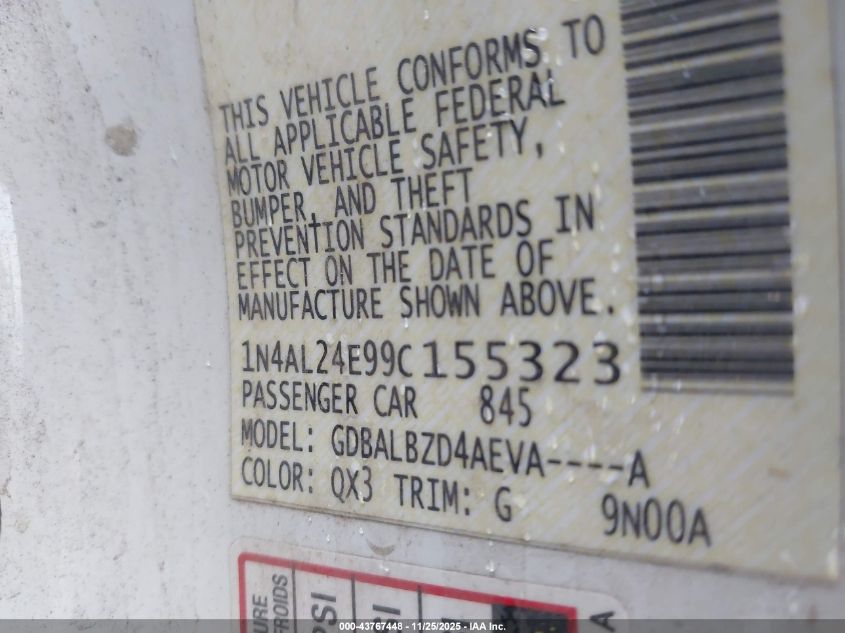 THIS VEHICLE CONFORMS TO
ALL APPLICABLE FEDERAL
MOTOR VEHICLE SAFETY,
BUMPER, AND THEFT
PREVENTION STANDARDS IN
EFFECT ON THE DATE OF
MANUFACTURE SHOWN ABOVE.
1N4AL24E99C155323
PASSENGER CAR 845
MODEL: GDBALBZD4AEVA----A
COLOR: QX3 TRIM: G 9N00A
PSI
A
000-43767448 - 11/25/2025 - IAA Inc.